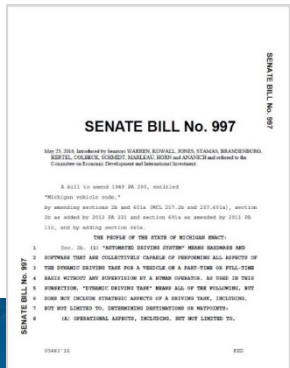 SENATE BILL No. 997
SENATE BILL No. 997
May 25, 2016, Introduced by Senators WARREN, KOWALL, JONES, STAMAS, BRANDENBURG,
HERTEL, COLBECK, SCHMIDT, MARLEAU, HORN and ANANICH and referred to the
Committee on Economic Development and International Investment.
A bill to amend 1949 PA 300, entitled
"Michigan vehicle code,"
by amending sections 2b and 601a (MCL 257.2b and 257.601a), section
2b as added by 2013 PA 231 and section 601a as amended by 2011 PA
115, and by adding section 665a.
THE PEOPLE OF THE STATE OF MICHIGAN ENACT:
1 Sec. 2b. (1) "AUTOMATED DRIVING SYSTEM" MEANS HARDWARE AND
2 SOFTWARE THAT ARE COLLECTIVELY CAPABLE OF PERFORMING ALL ASPECTS OF
3 THE DYNAMIC DRIVING TASK FOR A VEHICLE ON A PART-TIME OR FULL-TIME
4 BASIS WITHOUT ANY SUPERVISION BY A HUMAN OPERATOR. AS USED IN THIS
5 SUBSECTION, "DYNAMIC DRIVING TASK" MEANS ALL OF THE FOLLOWING, BUT
6 DOES NOT INCLUDE STRATEGIC ASPECTS OF A DRIVING TASK, INCLUDING,
7 BUT NOT LIMITED TO, DETERMINING DESTINATIONS OR WAYPOINTS:
8 (A) OPERATIONAL ASPECTS, INCLUDING, BUT NOT LIMITED TO,
SENATE BILL No. 997